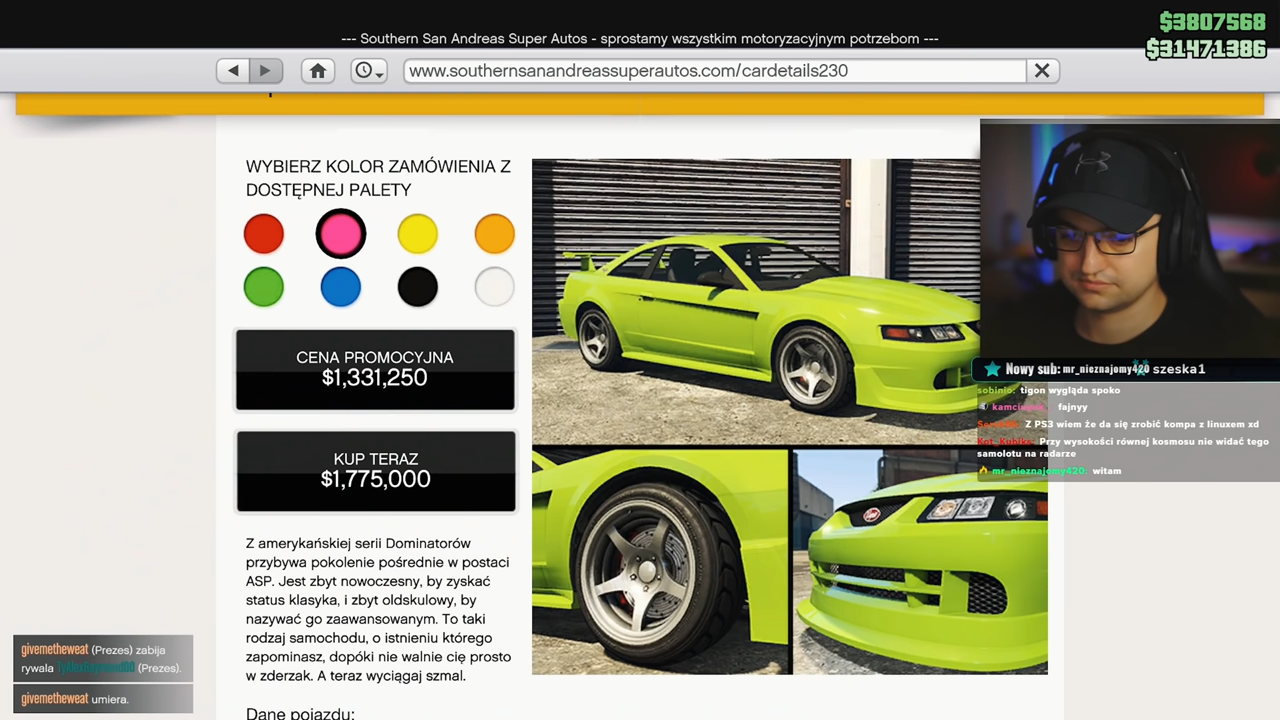 $3807568
$31471386
--- Southern San Andreas Super Autos - sprostamy wszystkim motoryzacyjnym potrzebom ---
www.southernsanandreassuperautos.com/cardetails230
WYBIERZ KOLOR ZAMÓWIENIA Z
DOSTĘPNEJ PALETY
CENA PROMOCYJNA
$1,331,250
KUP TERAZ
$1,775,000
Z amerykańskiej serii Dominatorów
przybywa pokolenie pośrednie w postaci
ASP. Jest zbyt nowoczesny, by zyskać
status klasyka, i zbyt oldskulowy, by
nazywać go zaawansowanym. To taki
rodzaj samochodu, o istnieniu którego
zapominasz, dopóki nie walnie cię prosto
w zderzak. A teraz wyciągaj szmal.
Dane pojazdu:
Nowy sub: mr_nieznajomy420 szeska1
tigon wygląda spoko
fajnyy
Z PS3 wiem że da się zrobić kompa z linuxem xd
Przy wysokości równej kosmosu nie widać tego
samolotu na radarze
mr_nieznajomy420: witam
givemetheweat (Prezes) zabija
rywala (Prezes).
givemetheweat umiera.